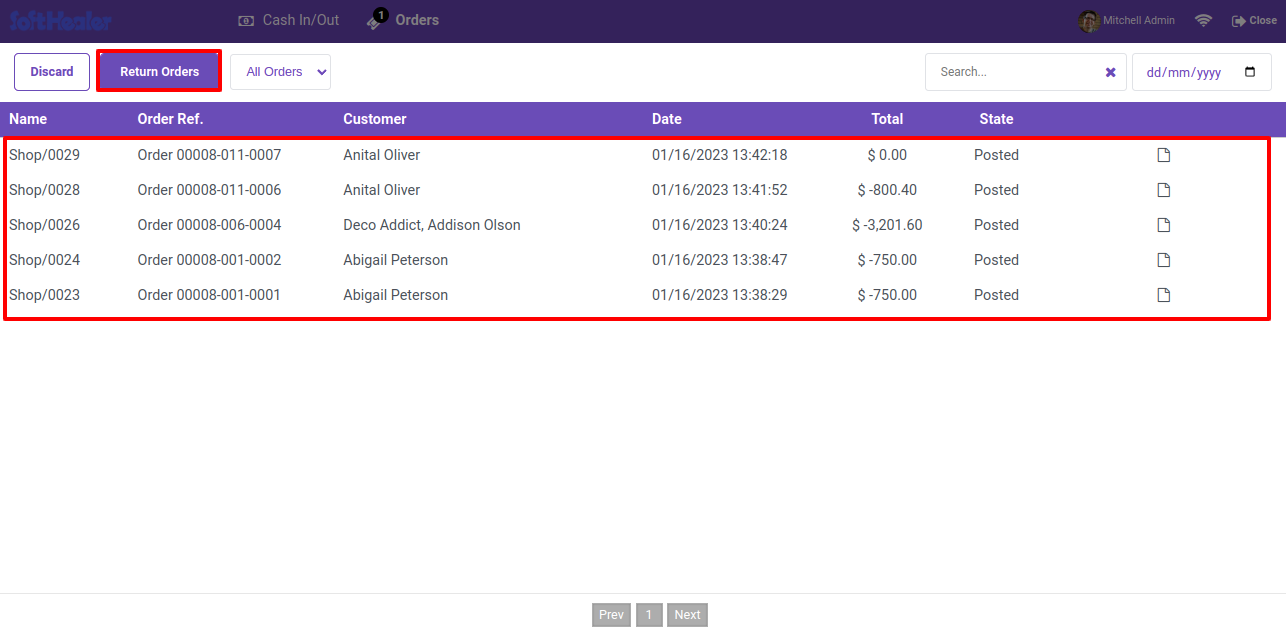 SoftHealer Cash In/Out 1 Orders Mitchell Admin Close
Discard Return Orders All Orders Search... dd/mm/yyyy
Name Order Ref. Customer Date Total State
Shop/0029 Order 00008-011-0007 Anital Oliver 01/16/2023 13:42:18 $ 0.00 Posted
Shop/0028 Order 00008-011-0006 Anital Oliver 01/16/2023 13:41:52 $ -800.40 Posted
Shop/0026 Order 00008-006-0004 Deco Addict, Addison Olson 01/16/2023 13:40:24 $ -3,201.60 Posted
Shop/0024 Order 00008-001-0002 Abigail Peterson 01/16/2023 13:38:47 $ -750.00 Posted
Shop/0023 Order 00008-001-0001 Abigail Peterson 01/16/2023 13:38:29 $ -750.00 Posted
Prev 1 Next